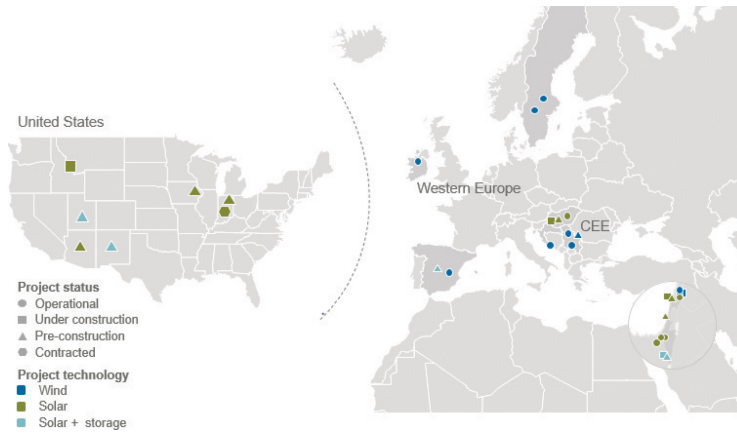 United States
Western Europe
CEE
Project status
Operational
Under construction
Pre-construction
Contracted
Project technology
Wind
Solar
Solar + storage